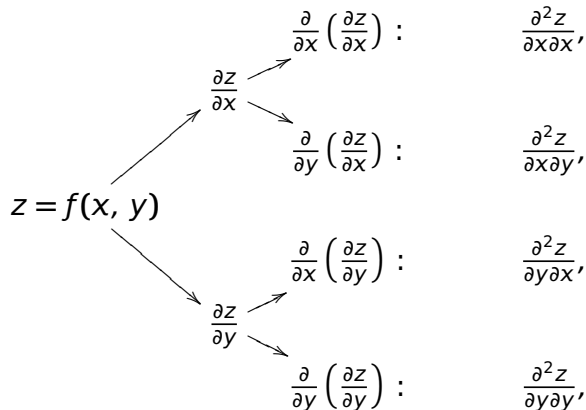 ∂/∂x (∂z/∂x) : ∂²z/∂x∂x,
∂z/∂x
∂/∂y (∂z/∂x) : ∂²z/∂x∂y,
z = f(x, y)
∂/∂x (∂z/∂y) : ∂²z/∂y∂x,
∂z/∂y
∂/∂y (∂z/∂y) : ∂²z/∂y∂y,